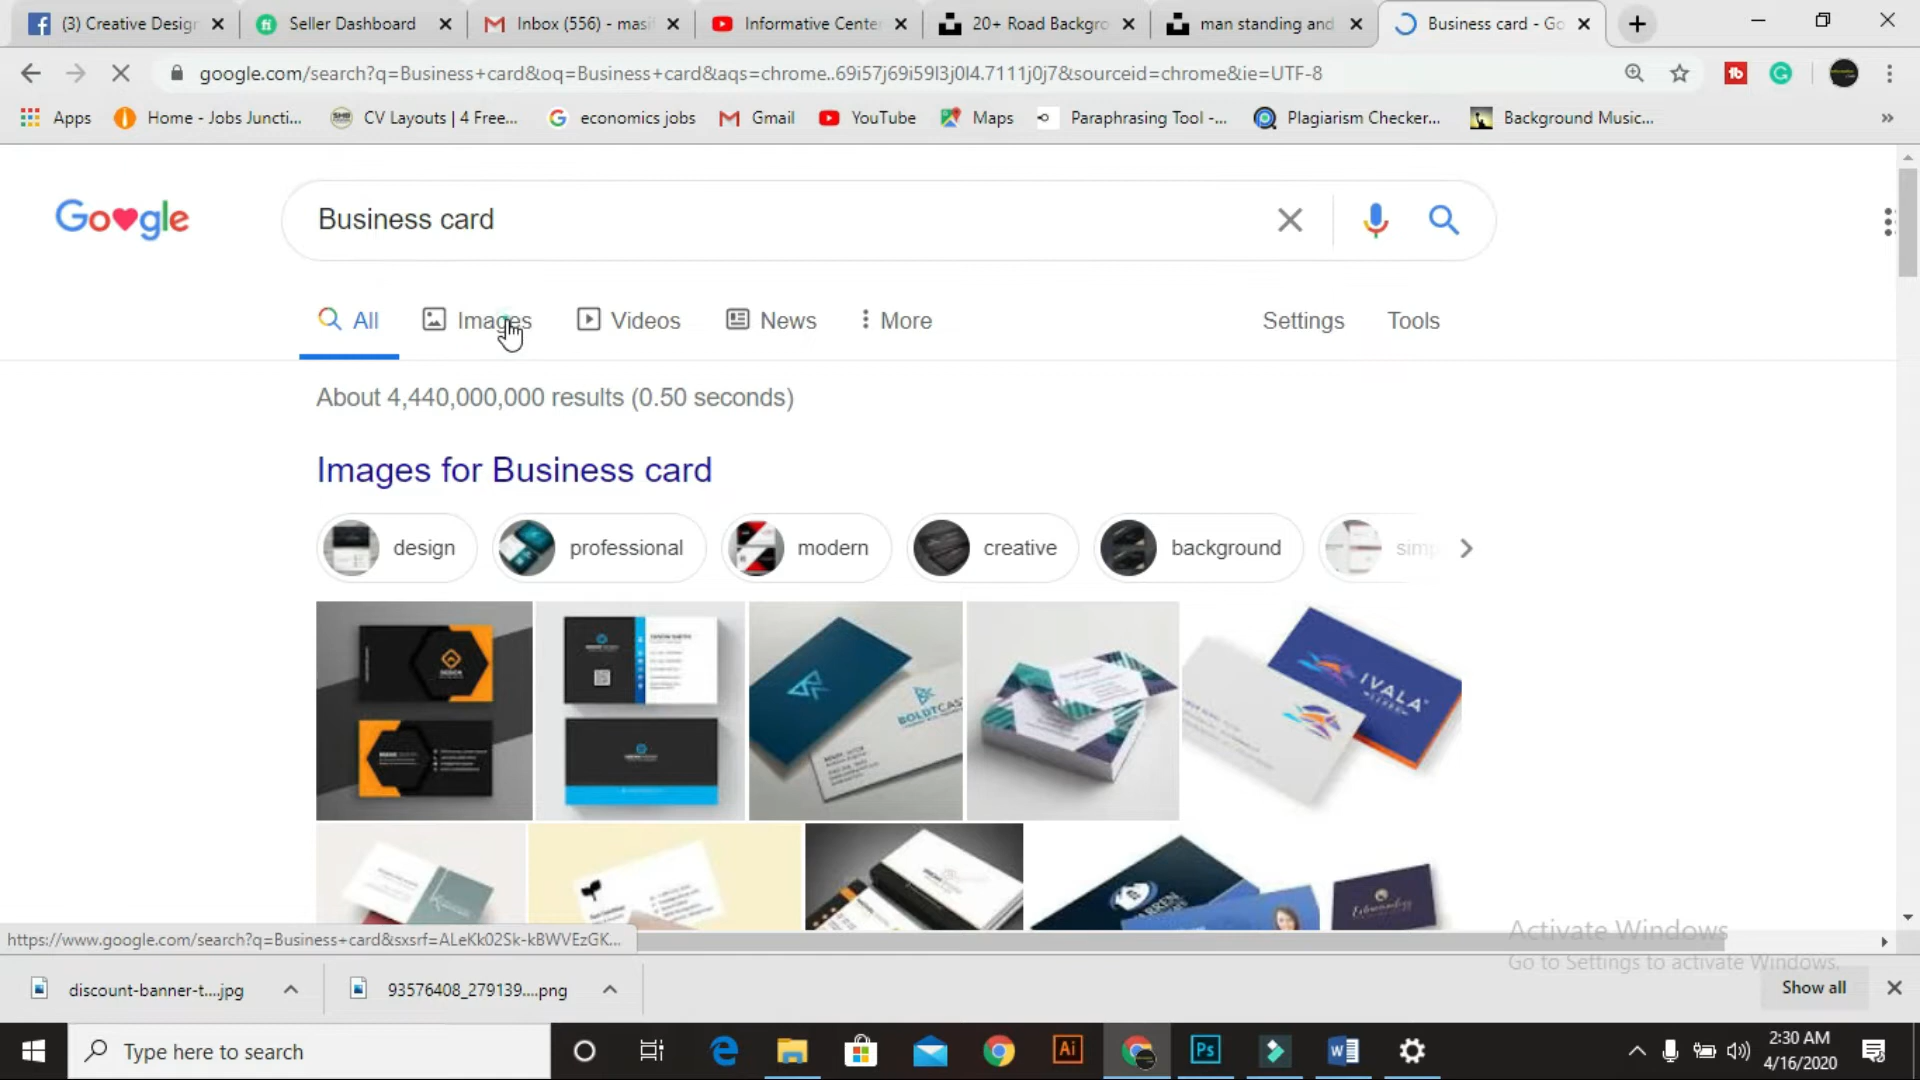 (3) Creative Desig
Seller Dashboard
Inbox (556) - masi
Informative Cente
20+ Road Backgro
man standing and
Business card - Go
google.com/search?q=Business+card&oq=Business+card&aqs=chrome..69i57j69i59l3j0l4.7111j0j7&sourceid=chrome&ie=UTF-8
Apps
Home - Jobs Juncti...
CV Layouts | 4 Free...
economics jobs
Gmail
YouTube
Maps
Paraphrasing Tool -...
Plagiarism Checker...
Background Music...
Business card
All
Images
Videos
News
More
Settings
Tools
About 4,440,000,000 results (0.50 seconds)
Images for Business card
design
professional
modern
creative
background
simp
BOLDTCAS
IVALA
https://www.google.com/search?q=Business+card&sxsrf=ALeKk02Sk-kBWVEzGK...
Activate Windows
Go to Settings to activate Windows.
discount-banner-t....jpg
93576408_279139....png
Show all
Type here to search
Ai
Ps
2:30 AM
4/16/2020